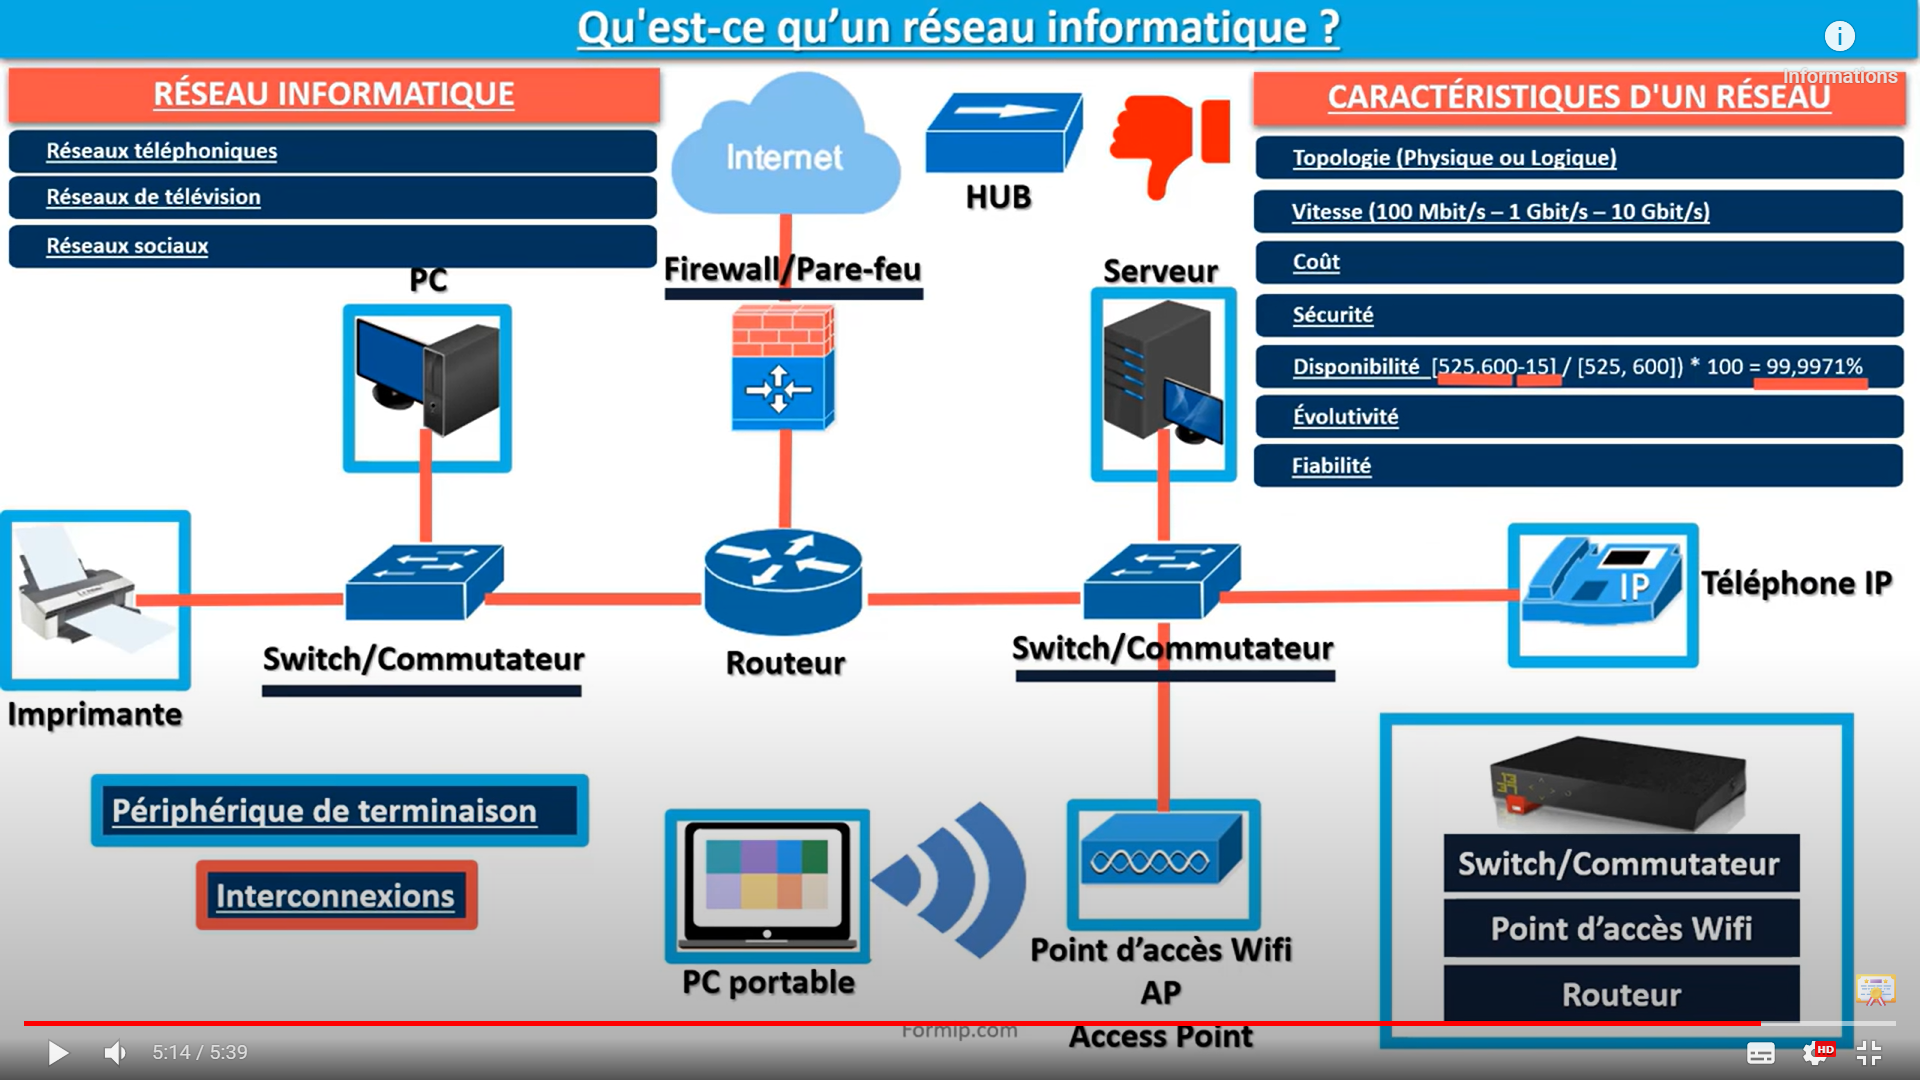 Qu'est-ce qu’un réseau informatique ?
Informations
RÉSEAU INFORMATIQUE
Réseaux téléphoniques
Réseaux de télévision
Réseaux sociaux
Internet
HUB
CARACTÉRISTIQUES D'UN RÉSEAU
Topologie (Physique ou Logique)
Vitesse (100 Mbit/s – 1 Gbit/s – 10 Gbit/s)
Coût
Sécurité
Disponibilité [525.600-15] / [525, 600]) * 100 = 99,9971%
Évolutivité
Fiabilité
PC
Firewall/Pare-feu
Serveur
IP
Téléphone IP
Switch/Commutateur
Routeur
Switch/Commutateur
Imprimante
Périphérique de terminaison
Interconnexions
PC portable
Point d’accès Wifi
AP
Access Point
Switch/Commutateur
Point d’accès Wifi
Routeur
Formip.com
5:14 / 5:39
HD